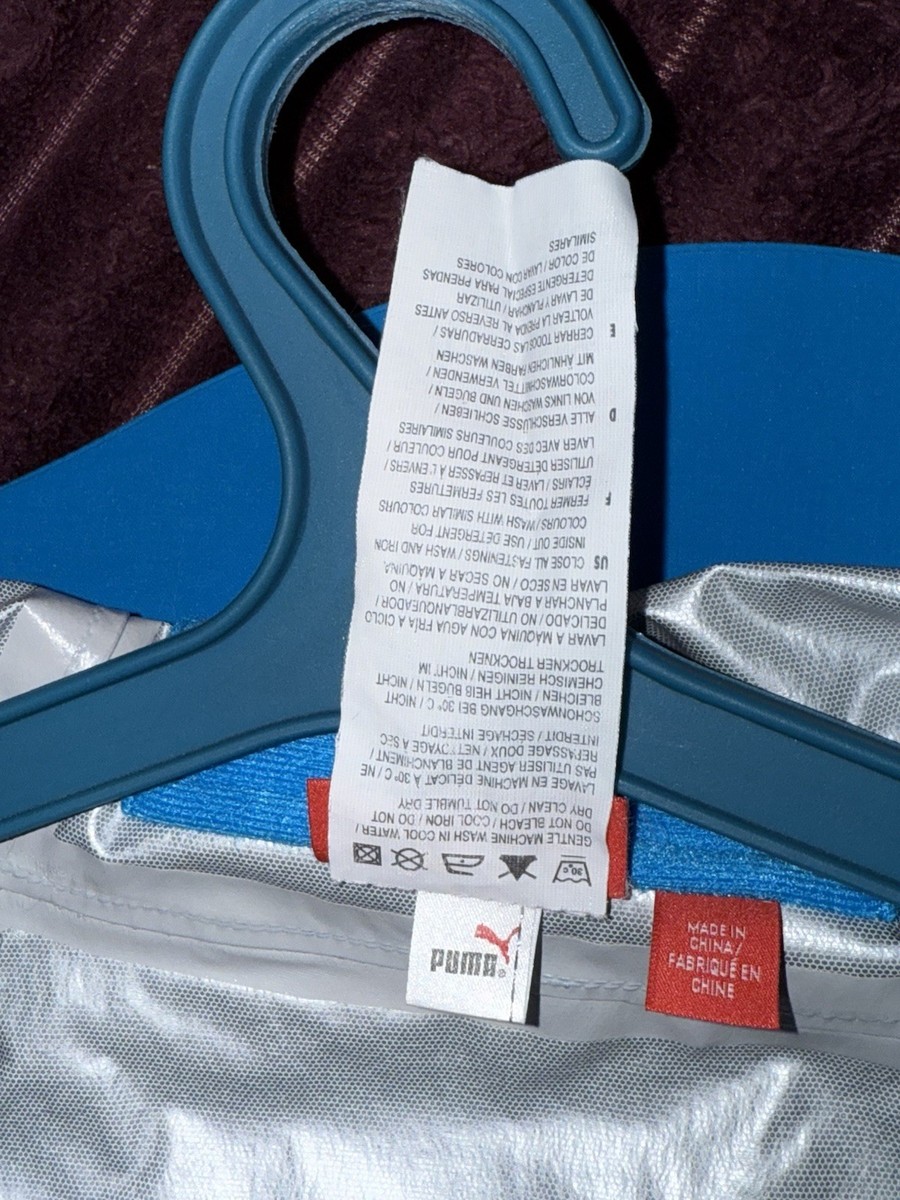 GENTLE MACHINE WASH IN COOL WATER /
DO NOT BLEACH / COOL IRON / DO NOT
DRY CLEAN / DO NOT TUMBLE DRY
LAVAGE EN MACHINE DÉLICAT À 30° C / NE
PAS UTILISER AGENT DE BLANCHIMENT /
REPASSAGE DOUX / NETTOYAGE À SEC
INTERDIT / SÉCHAGE INTERDIT
SCHONWASCHGANG BEI 30° C / NICHT
BLEICHEN / NICHT HEIß BÜGELN / NICHT
CHEMISCH REINIGEN / NICHT IM
TROCKNER TROCKNEN
LAVAR A MAQUINA CON AGUA FRÍA A CICLO
DELICADO / NO UTILIZAR BLANQUEADOR /
PLANCHAR A BAJA TEMPERATURA / NO
LAVAR EN SECO / NO SECAR A MAQUINA
US CLOSE ALL FASTENINGS / WASH AND IRON
INSIDE OUT / USE DETERGENT FOR
COLOURS / WASH WITH SIMILAR COLOURS
F FERMER TOUTES LES FERMETURES
ÉCLAIRS / LAVER ET REPASSER À L'ENVERS /
UTILISER DÉTERGEANT POUR COULEUR /
LAVER AVEC DES COULEURS SIMILAIRES
D ALLE VERSCHLÜSSE SCHLIEßEN /
VON LINKS WASCHEN UND BÜGELN /
COLORWASCHMITTEL VERWENDEN /
MIT ÄHNLICHEN FARBEN WASCHEN
E CERRAR TODOS LAS CERRADURAS /
VOLTEAR LA PRENDA AL REVERSO ANTES
DE LAVAR Y PLANCHAR / UTILIZAR
DETERGENTE ESPECIAL PARA PRENDAS
DE COLOR / LAVAR CON COLORES
SIMILARES
30°C
PUMA®
MADE IN
CHINA/
FABRIQUÉ EN
CHINE